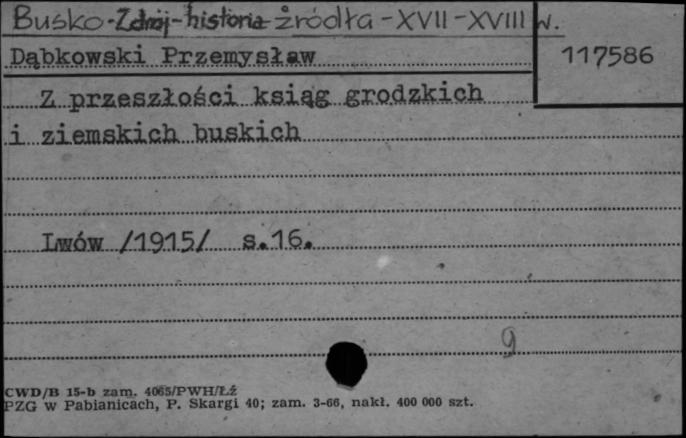 Busko-Zdrój-historia-źródła-XVII-XVIII w.
Dąbkowski Przemysław
117586
Z przeszłości ksiąg grodzkich
i ziemskich buskich
Lwów /1915/ s.16.
9
CWD/B 15-b zam. 4065/PWH/Łź
PZG w Pabianicach, P. Skargi 40; zam. 3-66, nakł. 400 000 szt.